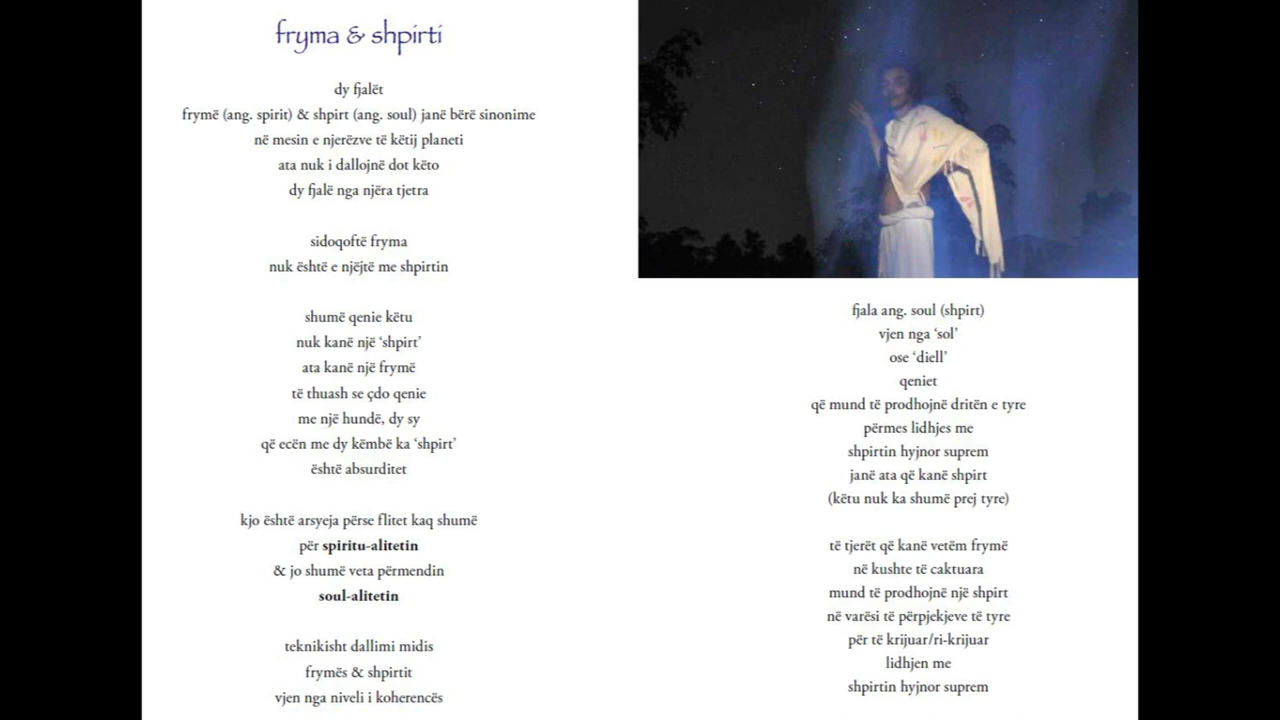 fryma & shpirti
dy fjalët
frymë (ang. spirit) & shpirt (ang. soul) janë bërë sinonime
në mesin e njerëzve të këtij planeti
ata nuk i dallojnë dot këto
dy fjalë nga njëra tjetra
sidoqoftë fryma
nuk është e njëjtë me shpirtin
shumë qenie këtu
nuk kanë një ‘shpirt’
ata kanë një frymë
të thuash se çdo qenie
me një hundë, dy sy
që ecën me dy këmbë ka ‘shpirt’
është absurditet
kjo është arsyeja përse flitet kaq shumë
për spiritu-alitetin
& jo shumë veta përmendin
soul-alitetin
teknikisht dallimi midis
frymës & shpirtit
vjen nga niveli i koherencës
fjala ang. soul (shpirt)
vjen nga ‘sol’
ose ‘diell’
qeniet
që mund të prodhojnë dritën e tyre
përmes lidhjes me
shpirtin hyjnor suprem
janë ata që kanë shpirt
(këtu nuk ka shumë prej tyre)
të tjerët që kanë vetëm frymë
në kushte të caktuara
mund të prodhojnë një shpirt
në varësi të përpjekjeve të tyre
për të krijuar/ri-krijuar
lidhjen me
shpirtin hyjnor suprem